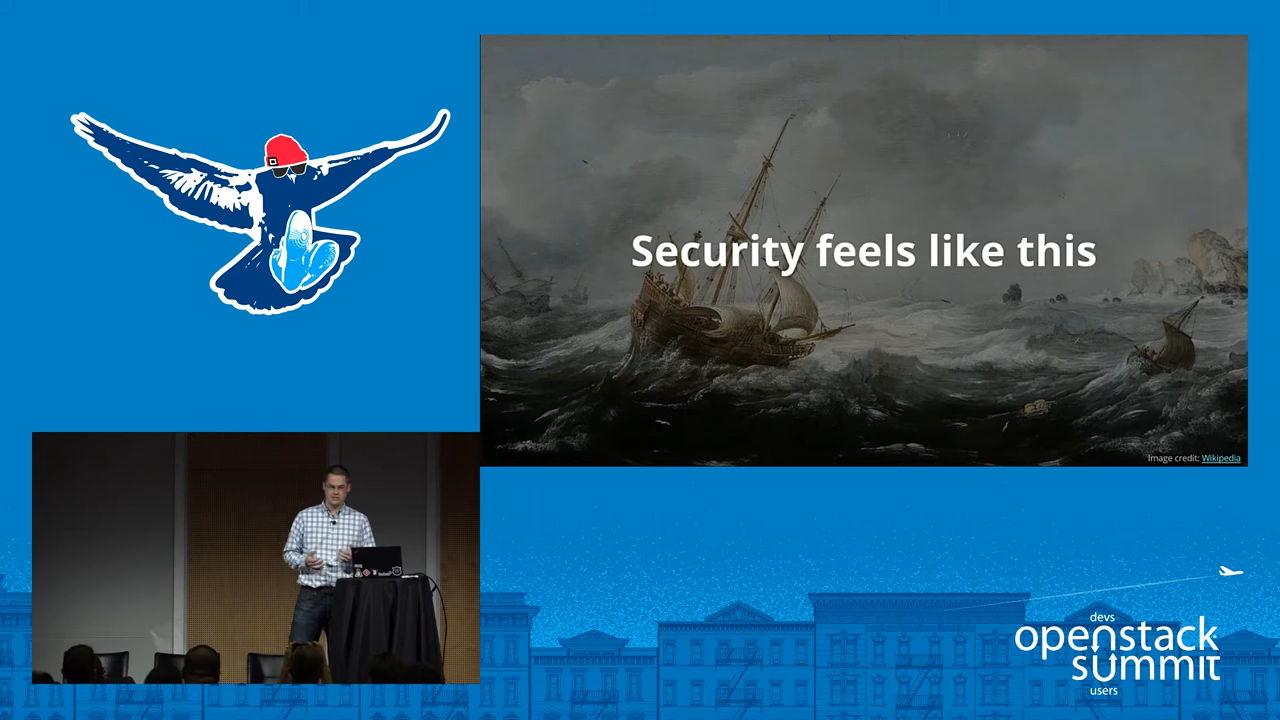 Security feels like this
Image credit: Wikipedia
devs
openstack
summit
users